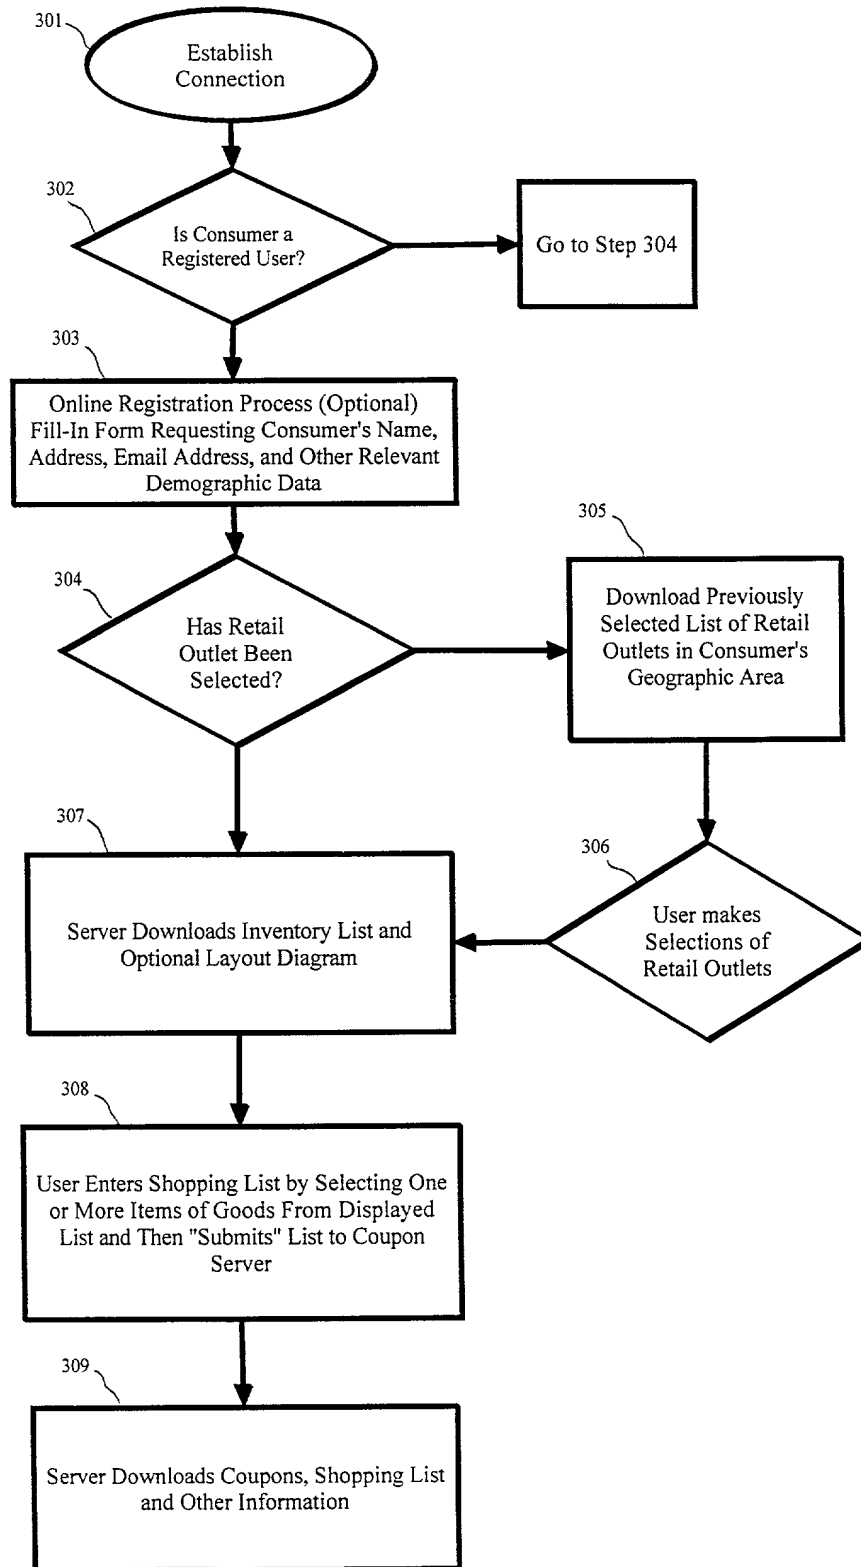 301
Establish
Connection
302
Is Consumer a
Registered User?
Go to Step 304
303
Online Registration Process (Optional)
Fill-In Form Requesting Consumer's Name,
Address, Email Address, and Other Relevant
Demographic Data
304
Has Retail
Outlet Been
Selected?
305
Download Previously
Selected List of Retail
Outlets in Consumer's
Geographic Area
306
User makes
Selections of
Retail Outlets
307
Server Downloads Inventory List and
Optional Layout Diagram
308
User Enters Shopping List by Selecting One
or More Items of Goods From Displayed
List and Then "Submits" List to Coupon
Server
309
Server Downloads Coupons, Shopping List
and Other Information